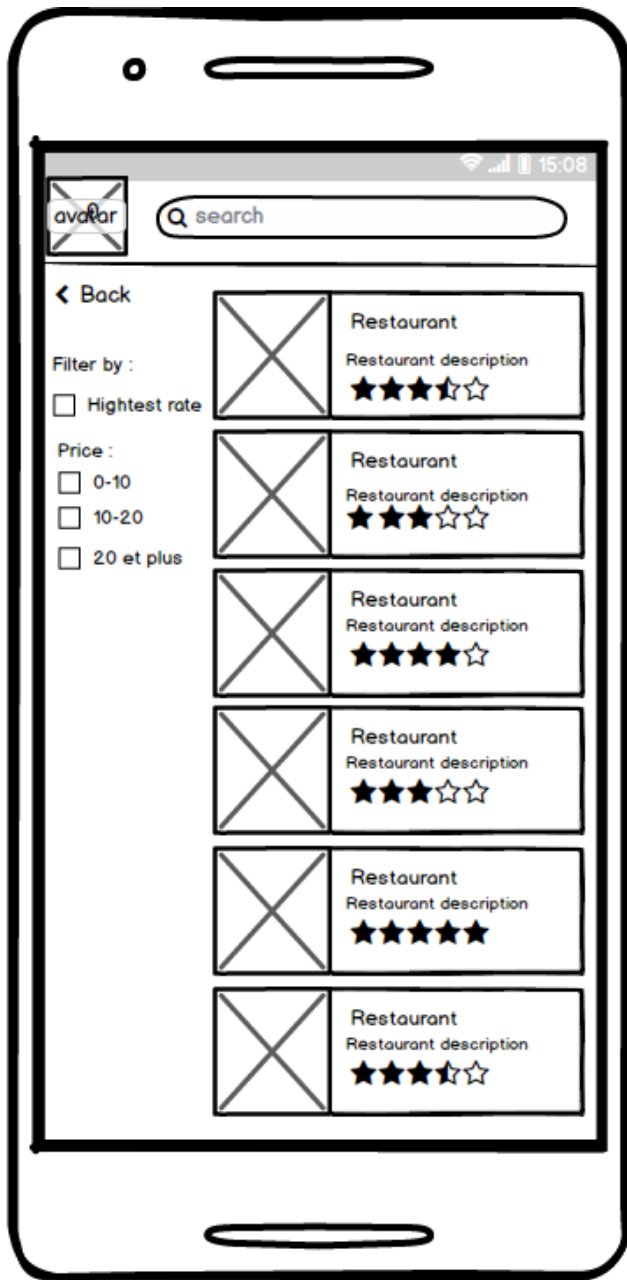 15:08
avatar
search
Back
Filter by :
Hightest rate
Price :
0-10
10-20
20 et plus
Restaurant
Restaurant description
Restaurant
Restaurant description
Restaurant
Restaurant description
Restaurant
Restaurant description
Restaurant
Restaurant description
Restaurant
Restaurant description